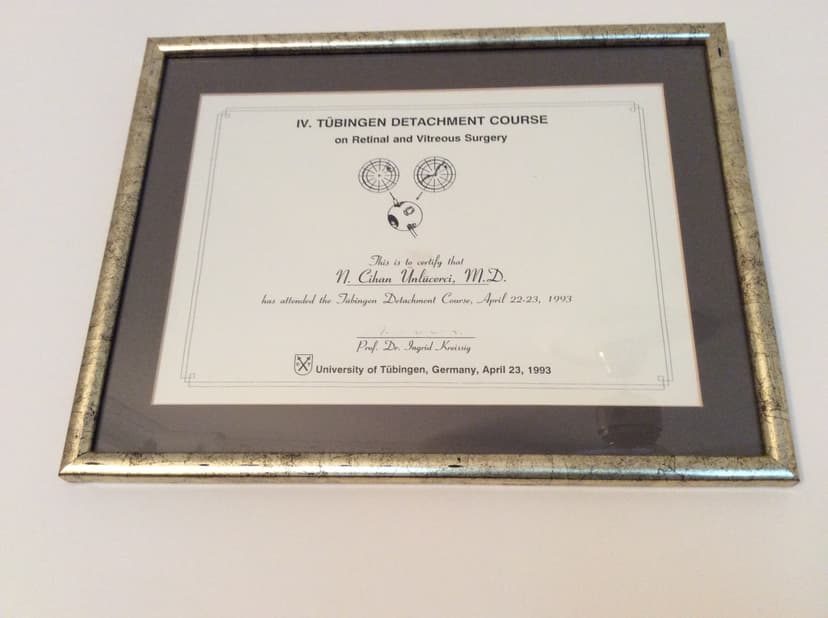 IV. TÜBINGEN DETACHMENT COURSE
on Retinal and Vitreous Surgery
This is to certify that
N. Cihan Ünlücerci, M.D.
has attended the Tübingen Detachment Course, April 22-23, 1993
Prof. Dr. Ingrid Kreissig
University of Tübingen, Germany, April 23, 1993